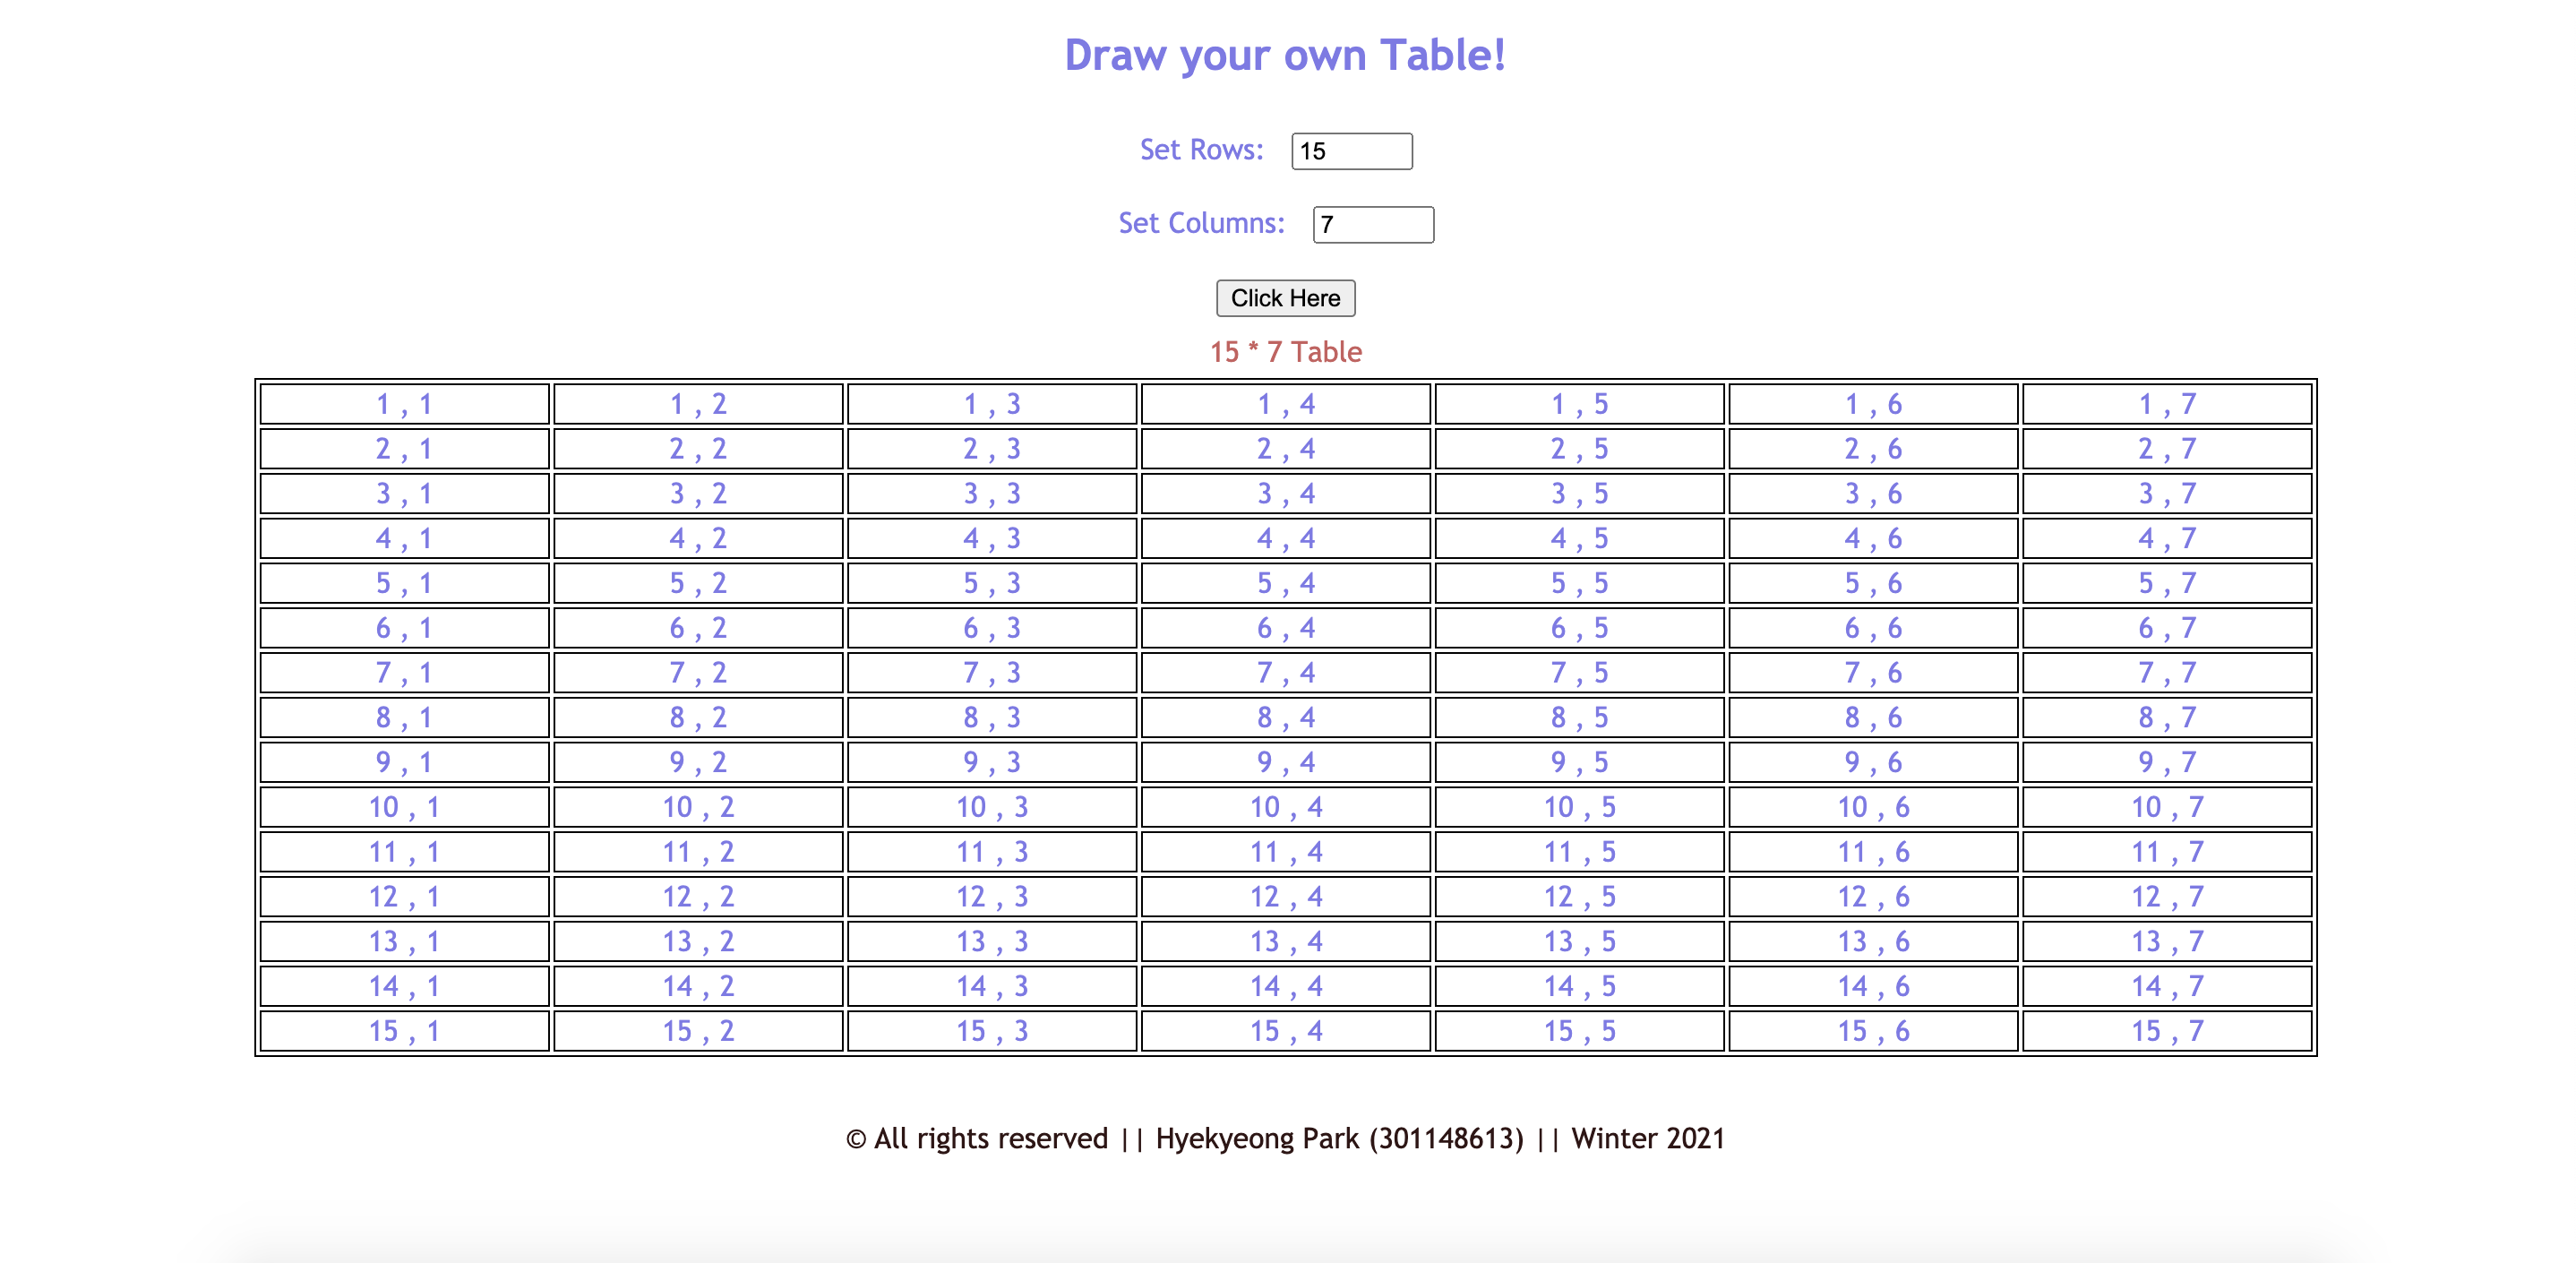 Draw your own Table!
Set Rows: 15
Set Columns: 7
Click Here
15 * 7 Table
1 , 1 1 , 2 1 , 3 1 , 4 1 , 5 1 , 6 1 , 7
2 , 1 2 , 2 2 , 3 2 , 4 2 , 5 2 , 6 2 , 7
3 , 1 3 , 2 3 , 3 3 , 4 3 , 5 3 , 6 3 , 7
4 , 1 4 , 2 4 , 3 4 , 4 4 , 5 4 , 6 4 , 7
5 , 1 5 , 2 5 , 3 5 , 4 5 , 5 5 , 6 5 , 7
6 , 1 6 , 2 6 , 3 6 , 4 6 , 5 6 , 6 6 , 7
7 , 1 7 , 2 7 , 3 7 , 4 7 , 5 7 , 6 7 , 7
8 , 1 8 , 2 8 , 3 8 , 4 8 , 5 8 , 6 8 , 7
9 , 1 9 , 2 9 , 3 9 , 4 9 , 5 9 , 6 9 , 7
10 , 1 10 , 2 10 , 3 10 , 4 10 , 5 10 , 6 10 , 7
11 , 1 11 , 2 11 , 3 11 , 4 11 , 5 11 , 6 11 , 7
12 , 1 12 , 2 12 , 3 12 , 4 12 , 5 12 , 6 12 , 7
13 , 1 13 , 2 13 , 3 13 , 4 13 , 5 13 , 6 13 , 7
14 , 1 14 , 2 14 , 3 14 , 4 14 , 5 14 , 6 14 , 7
15 , 1 15 , 2 15 , 3 15 , 4 15 , 5 15 , 6 15 , 7
© All rights reserved || Hyekyeong Park (301148613) || Winter 2021